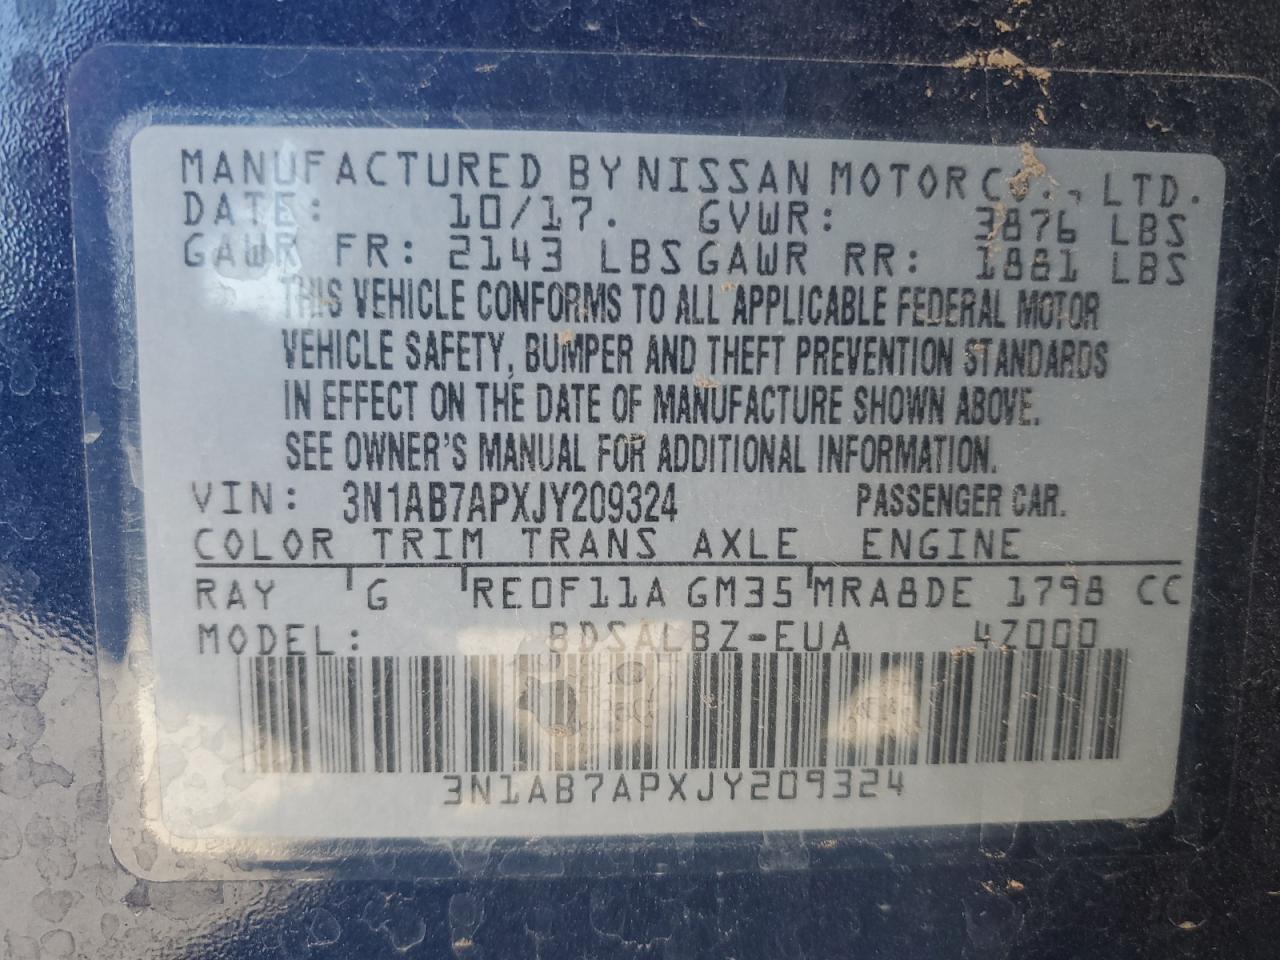 MANUFACTURED BY NISSAN MOTOR CO., LTD.
DATE: 10/17. GVWR: 3876 LBS
GAWR FR: 2143 LBS GAWR RR: 1881 LBS
THIS VEHICLE CONFORMS TO ALL APPLICABLE FEDERAL MOTOR
VEHICLE SAFETY, BUMPER AND THEFT PREVENTION STANDARDS
IN EFFECT ON THE DATE OF MANUFACTURE SHOWN ABOVE.
SEE OWNER'S MANUAL FOR ADDITIONAL INFORMATION.
VIN: 3N1AB7APXJY209324 PASSENGER CAR.
COLOR TRIM TRANS AXLE ENGINE
RAY G RE0F11A GM35 MRA8DE 1798 CC
MODEL: BDSALBZ-EUA 4Z000
3N1AB7APXJY209324